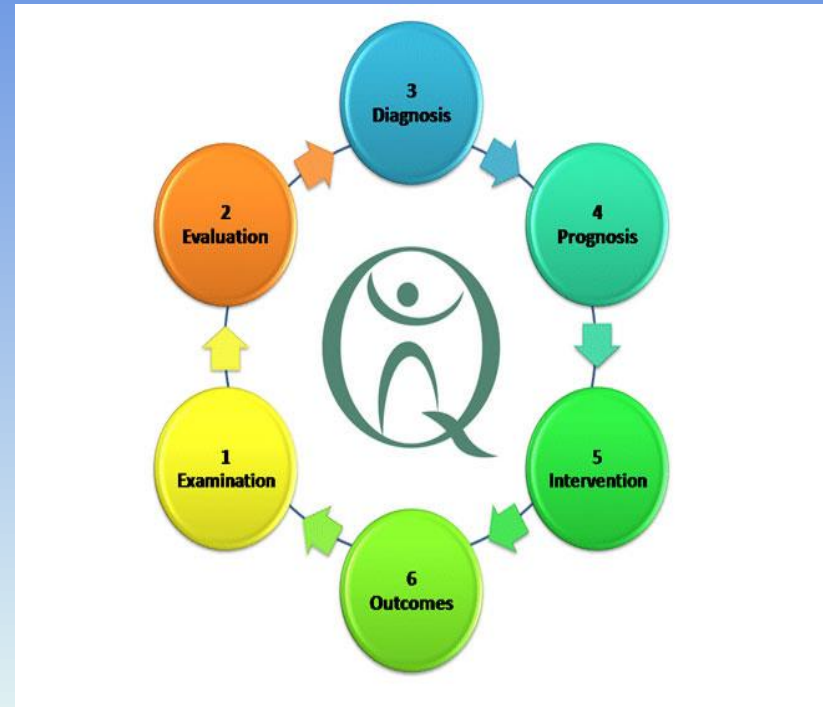 1
Examination
2
Evaluation
3
Diagnosis
4
Prognosis
5
Intervention
6
Outcomes